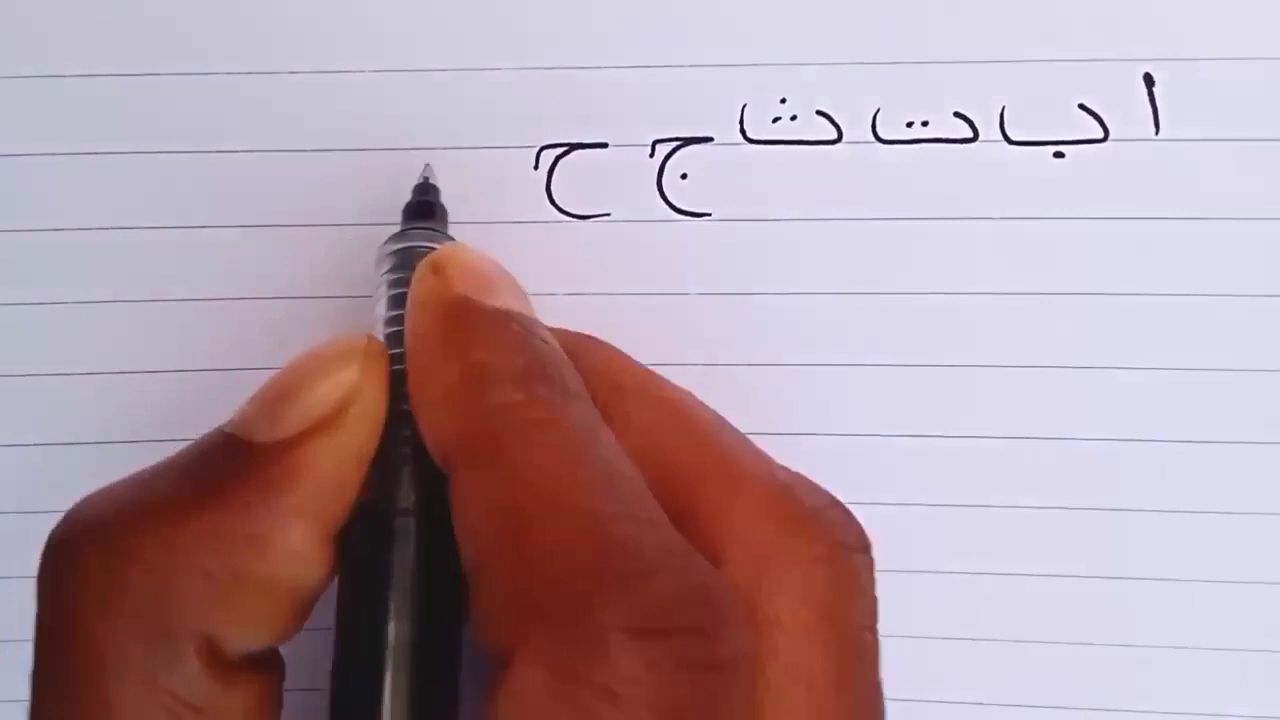 ا ب ت ث ج ح